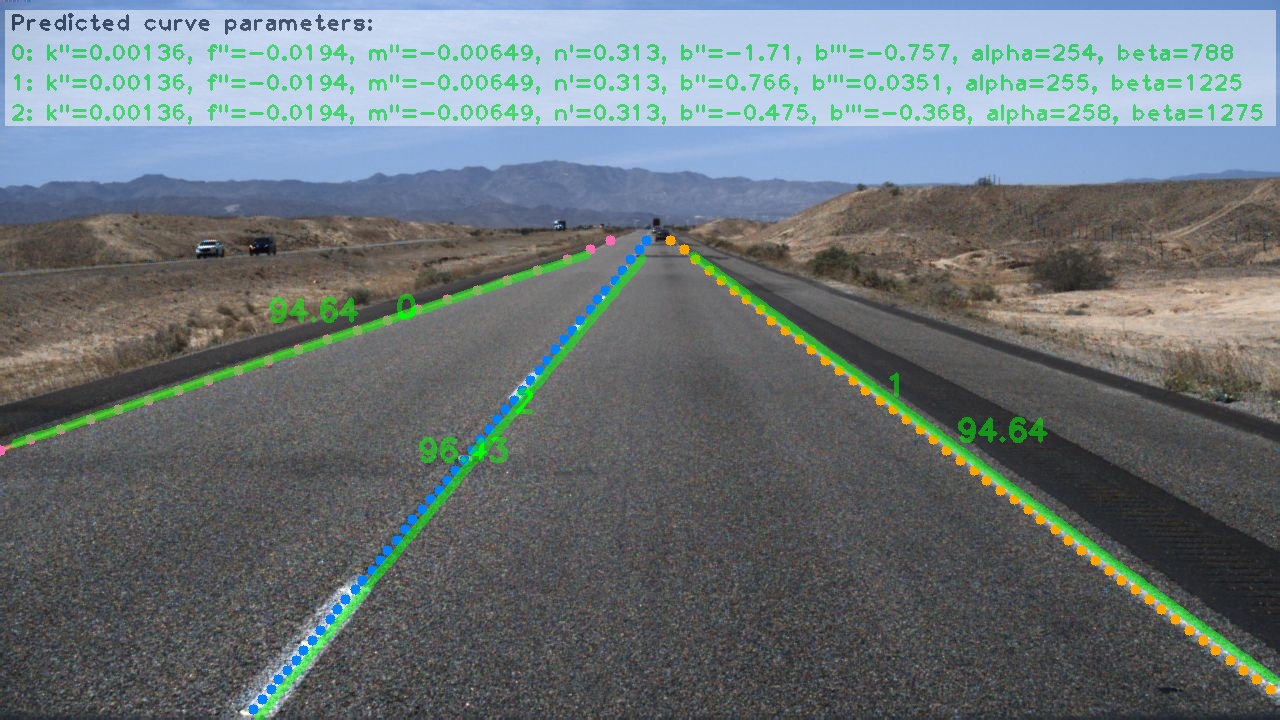 Predicted curve parameters:
0: k''=0.00136, f''=-0.0194, m''=-0.00649, n'=0.313, b''=-1.71, b'''=-0.757, alpha=254, beta=788
1: k''=0.00136, f''=-0.0194, m''=-0.00649, n'=0.313, b''=0.766, b'''=0.0351, alpha=255, beta=1225
2: k''=0.00136, f''=-0.0194, m''=-0.00649, n'=0.313, b''=-0.475, b'''=-0.368, alpha=258, beta=1275
94.64 0
1
2
94.64
96.43